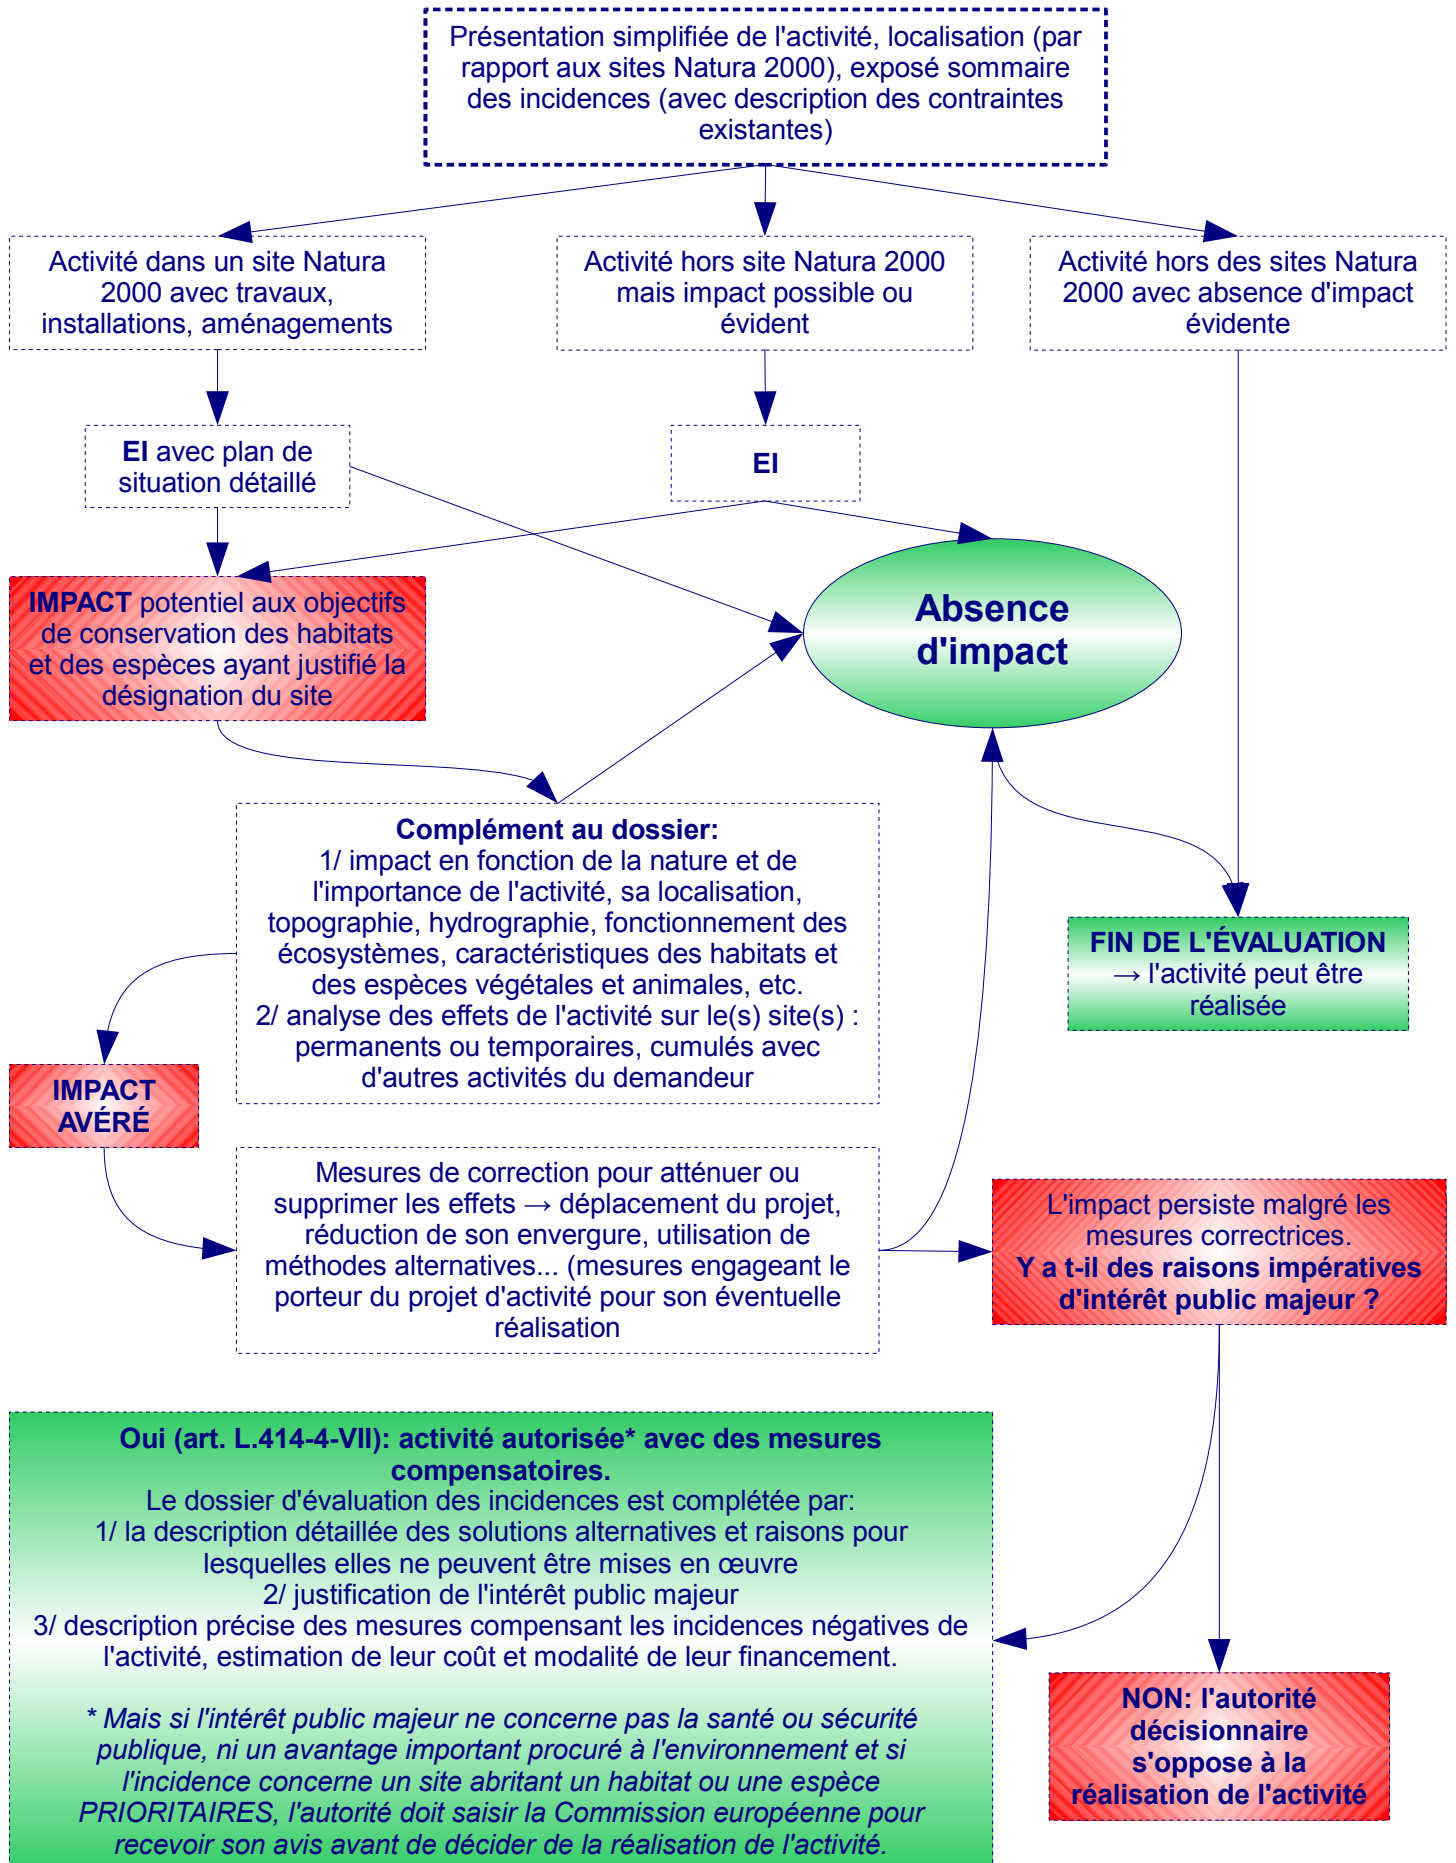 Présentation simplifiée de l'activité, localisation (par
rapport aux sites Natura 2000), exposé sommaire
des incidences (avec description des contraintes
existantes)
Activité dans un site Natura
2000 avec travaux,
installations, aménagements
Activité hors site Natura 2000
mais impact possible ou
évident
Activité hors des sites Natura
2000 avec absence d'impact
évidente
EI avec plan de
situation détaillé
EI
IMPACT potentiel aux objectifs
de conservation des habitats
et des espèces ayant justifié la
désignation du site
Absence
d'impact
Complément au dossier:
1/ impact en fonction de la nature et de
l'importance de l'activité, sa localisation,
topographie, hydrographie, fonctionnement des
écosystèmes, caractéristiques des habitats et
des espèces végétales et animales, etc.
2/ analyse des effets de l'activité sur le(s) site(s) :
permanents ou temporaires, cumulés avec
d'autres activités du demandeur
FIN DE L'ÉVALUATION
→ l'activité peut être
réalisée
IMPACT
AVÉRÉ
Mesures de correction pour atténuer ou
supprimer les effets → déplacement du projet,
réduction de son envergure, utilisation de
méthodes alternatives... (mesures engageant le
porteur du projet d'activité pour son éventuelle
réalisation
L'impact persiste malgré les
mesures correctrices.
Y a t-il des raisons impératives
d'intérêt public majeur ?
Oui (art. L.414-4-VII): activité autorisée* avec des mesures
compensatoires.
Le dossier d'évaluation des incidences est complétée par:
1/ la description détaillée des solutions alternatives et raisons pour
lesquelles elles ne peuvent être mises en œuvre
2/ justification de l'intérêt public majeur
3/ description précise des mesures compensant les incidences négatives de
l'activité, estimation de leur coût et modalité de leur financement.
* Mais si l'intérêt public majeur ne concerne pas la santé ou sécurité
publique, ni un avantage important procuré à l'environnement et si
l'incidence concerne un site abritant un habitat ou une espèce
PRIORITAIRES, l'autorité doit saisir la Commission européenne pour
recevoir son avis avant de décider de la réalisation de l'activité.
NON: l'autorité
décisionnaire
s'oppose à la
réalisation de l'activité